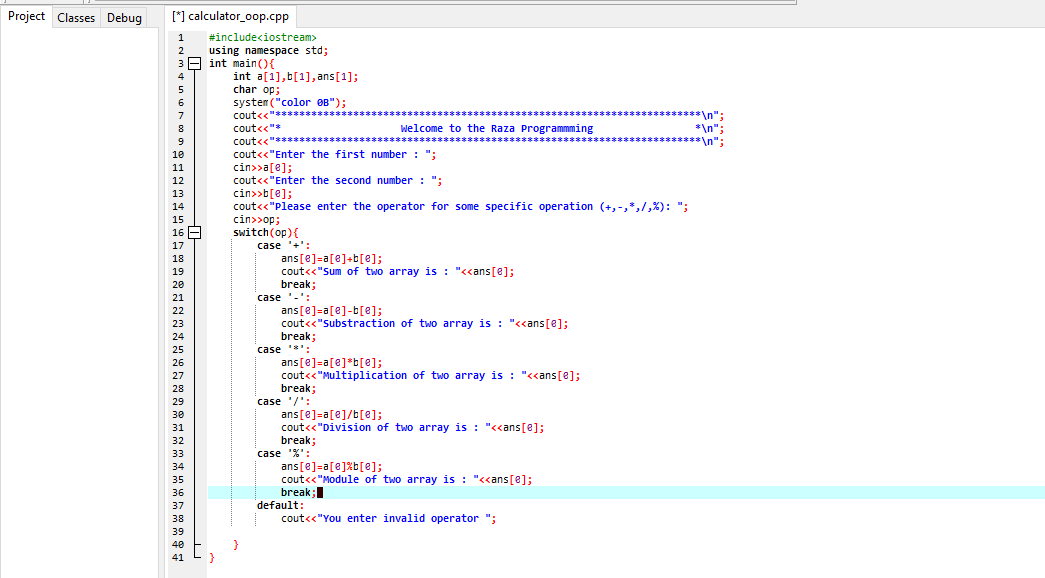 Project Classes Debug [*] calculator_oop.cpp
1 #include<iostream>
2 using namespace std;
3 int main(){
4 int a[1],b[1],ans[1];
5 char op;
6 system("color 0B");
7 cout<<"***********************************************************************\n";
8 cout<<"* Welcome to the Raza Programmming *\n";
9 cout<<"***********************************************************************\n";
10 cout<<"Enter the first number : ";
11 cin>>a[0];
12 cout<<"Enter the second number : ";
13 cin>>b[0];
14 cout<<"Please enter the operator for some specific operation (+,-,*,/,%): ";
15 cin>>op;
16 switch(op){
17 case '+':
18 ans[0]=a[0]+b[0];
19 cout<<"Sum of two array is : "<<ans[0];
20 break;
21 case '-':
22 ans[0]=a[0]-b[0];
23 cout<<"Substraction of two array is : "<<ans[0];
24 break;
25 case '*':
26 ans[0]=a[0]*b[0];
27 cout<<"Multiplication of two array is : "<<ans[0];
28 break;
29 case '/':
30 ans[0]=a[0]/b[0];
31 cout<<"Division of two array is : "<<ans[0];
32 break;
33 case '%':
34 ans[0]=a[0]%b[0];
35 cout<<"Module of two array is : "<<ans[0];
36 break;
37 default:
38 cout<<"You enter invalid operator ";
39
40 }
41 }